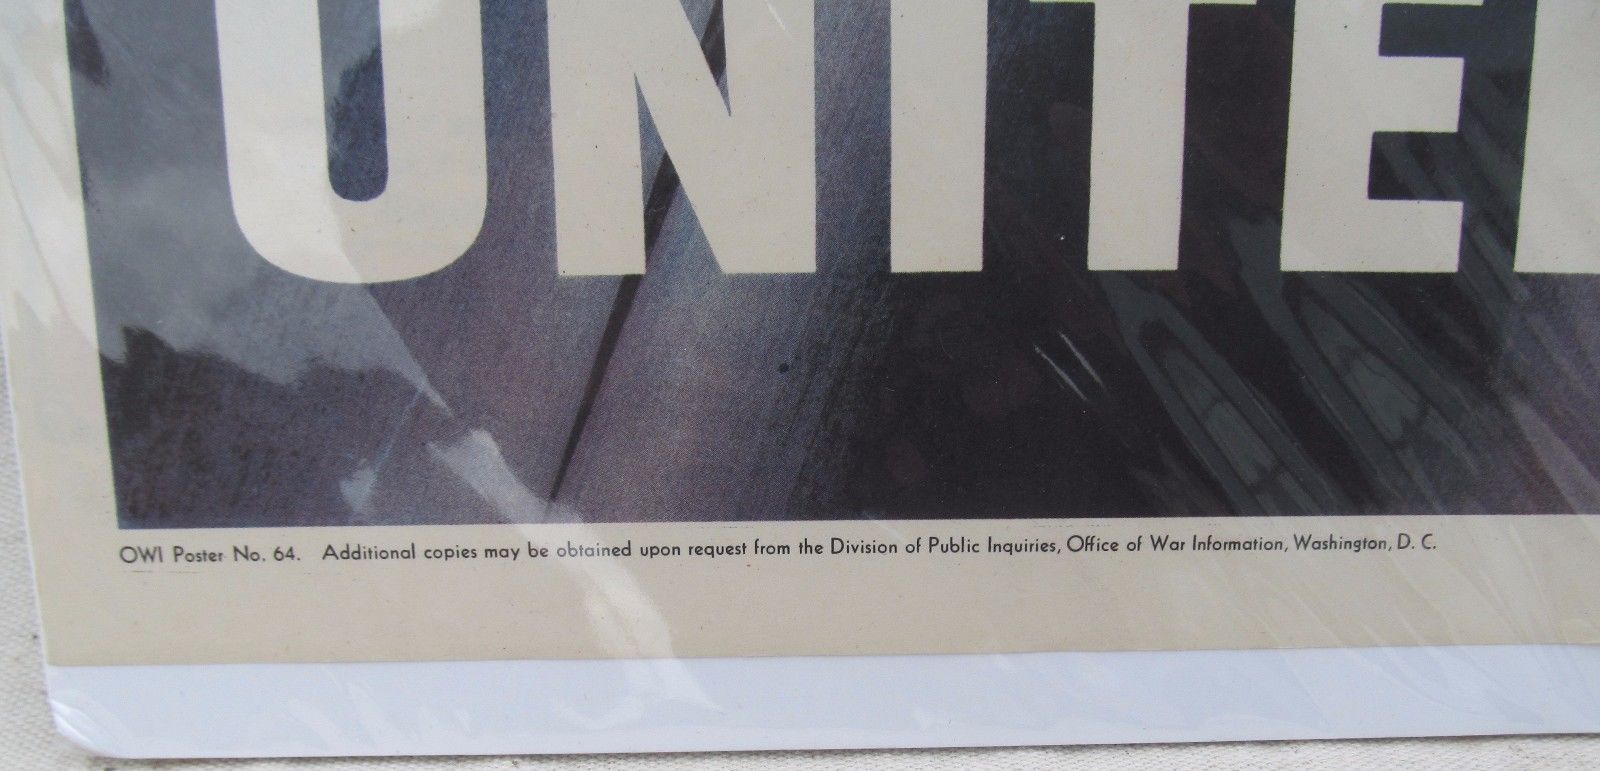 UNITE
OWI Poster No. 64. Additional copies may be obtained upon request from the Division of Public Inquiries, Office of War Information, Washington, D. C.